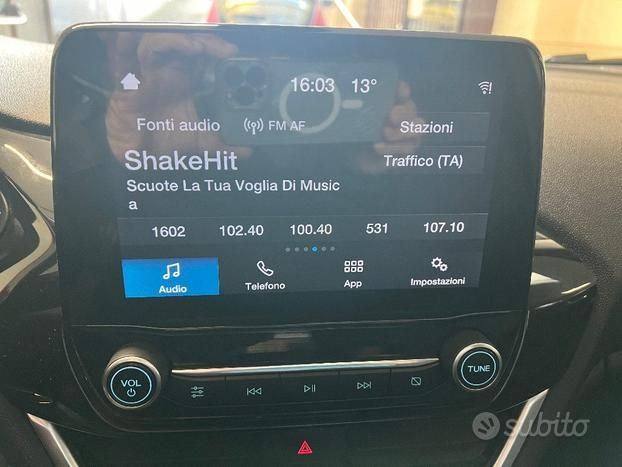 16:03 13°
Fonti audio FM AF Stazioni
ShakeHit Traffico (TA)
Scuote La Tua Voglia Di Music
a
1602 102.40 100.40 531 107.10
Audio Telefono App Impostazioni
VOL TUNE
subito